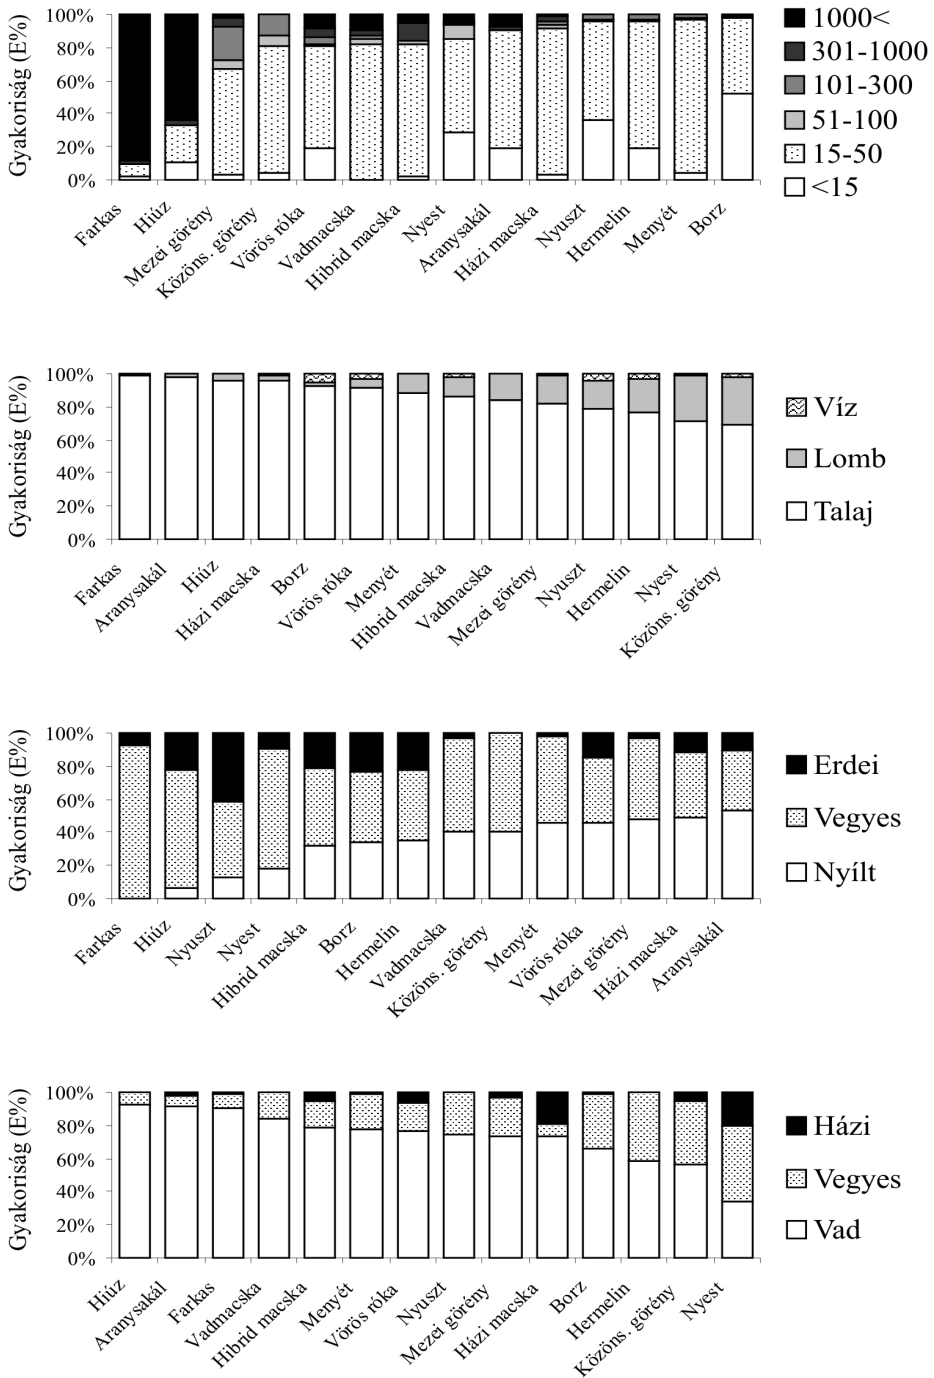 Gyakoriság (E%)
100%
80%
60%
40%
20%
0%
Farkas
Hiúz
Mezei görény
Közöns. görény
Vörös róka
Vadmacska
Hibrid macska
Nyest
Aranysakál
Házi macska
Nyuszt
Hermelin
Menyét
Borz
1000<
301-1000
101-300
51-100
15-50
<15
Gyakoriság (E%)
100%
80%
60%
40%
20%
0%
Farkas
Aranysakál
Hiúz
Házi macska
Borz
Vörös róka
Menyét
Hibrid macska
Vadmacska
Mezei görény
Nyuszt
Hermelin
Nyest
Közöns. görény
Víz
Lomb
Talaj
Gyakoriság (E%)
100%
80%
60%
40%
20%
0%
Farkas
Hiúz
Nyuszt
Nyest
Hibrid macska
Borz
Hermelin
Vadmacska
Közöns. görény
Menyét
Vörös róka
Mezei görény
Házi macska
Aranysakál
Erdei
Vegyes
Nyílt
Gyakoriság (E%)
100%
80%
60%
40%
20%
0%
Hiúz
Aranysakál
Farkas
Vadmacska
Hibrid macska
Menyét
Vörös róka
Nyuszt
Mezei görény
Házi macska
Borz
Hermelin
Közöns. görény
Nyest
Házi
Vegyes
Vad